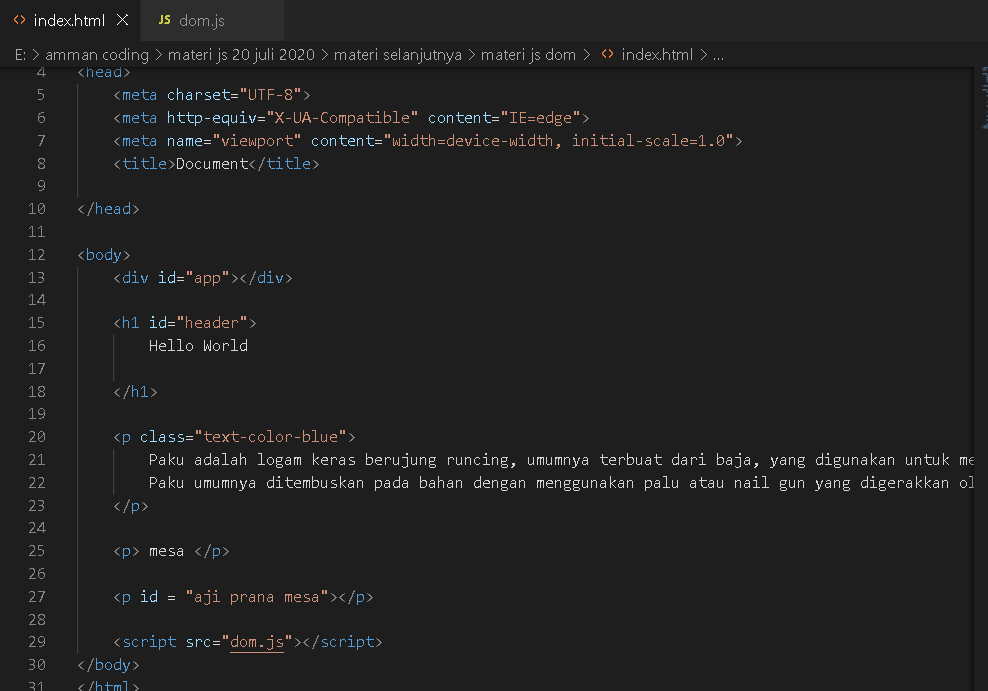 index.html
JS dom.js
E: > amman coding > materi js 20 juli 2020 > materi selanjutnya > materi js dom > <> index.html > ...
4 <head>
5 <meta charset="UTF-8">
6 <meta http-equiv="X-UA-Compatible" content="IE=edge">
7 <meta name="viewport" content="width=device-width, initial-scale=1.0">
8 <title>Document</title>
9
10 </head>
11
12 <body>
13 <div id="app"></div>
14
15 <h1 id="header">
16 Hello World
17
18 </h1>
19
20 <p class="text-color-blue">
21 Paku adalah logam keras berujung runcing, umumnya terbuat dari baja, yang digunakan untuk me
22 Paku umumnya ditembuskan pada bahan dengan menggunakan palu atau nail gun yang digerakkan ol
23 </p>
24
25 <p> mesa </p>
26
27 <p id = "aji prana mesa"></p>
28
29 <script src="dom.js"></script>
30 </body>
31 </html>